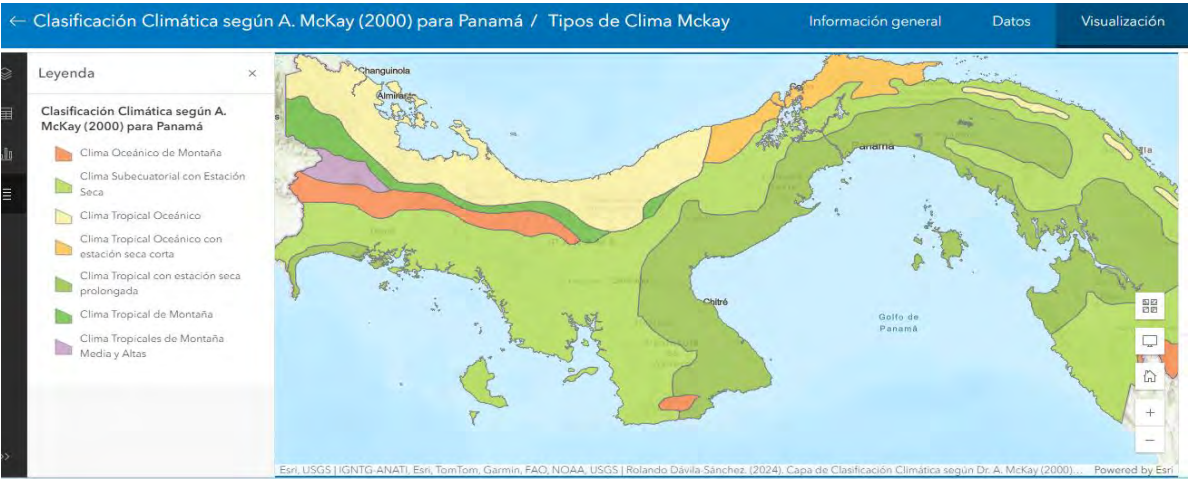 ← Clasificación Climática según A. McKay (2000) para Panamá / Tipos de Clima Mckay
Información general
Datos
Visualización
Leyenda ×
Clasificación Climática según A.
McKay (2000) para Panamá
Clima Oceánico de Montaña
Clima Subecuatorial con Estación
Seca
Clima Tropical Oceánico
Clima Tropical Oceánico con
estación seca corta
Clima Tropical con estación seca
prolongada
Clima Tropical de Montaña
Clima Tropicales de Montaña
Media y Altas
Changuinola
Almirante
Panamá
Chitré
Golfo de
Panamá
+
−
Esri, USGS | IGNTG-ANATI, Esri, TomTom, Garmin, FAO, NOAA, USGS | Rolando Dávila-Sánchez. (2024). Capa de Clasificación Climática según Dr. A. McKay (2000)... Powered by Esri